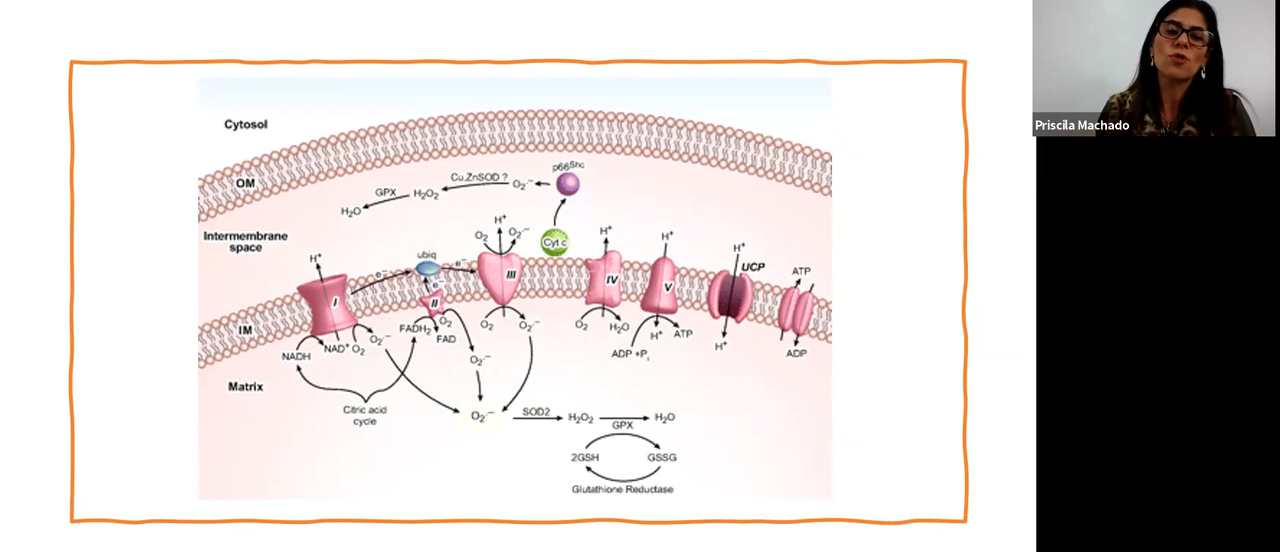 Priscila Machado
Cytosol
OM
Intermembrane
space
IM
Matrix
p66Shc
O₂·⁻
Cu,ZnSOD ?
H₂O₂
GPX
H₂O
H⁺
I
NADH
NAD⁺
O₂
O₂·⁻
e⁻
ubiq
e⁻
e⁻
II
FADH₂
FAD
O₂
O₂·⁻
O₂
H⁺
O₂·⁻
III
O₂
O₂·⁻
Cyt c
H⁺
IV
O₂
H₂O
H⁺
V
ADP +Pᵢ
H⁺
ATP
H⁺
UCP
H⁺
ATP
ADP
Citric acid
cycle
O₂·⁻
SOD2
H₂O₂
GPX
H₂O
2GSH
GSSG
Glutathione Reductase